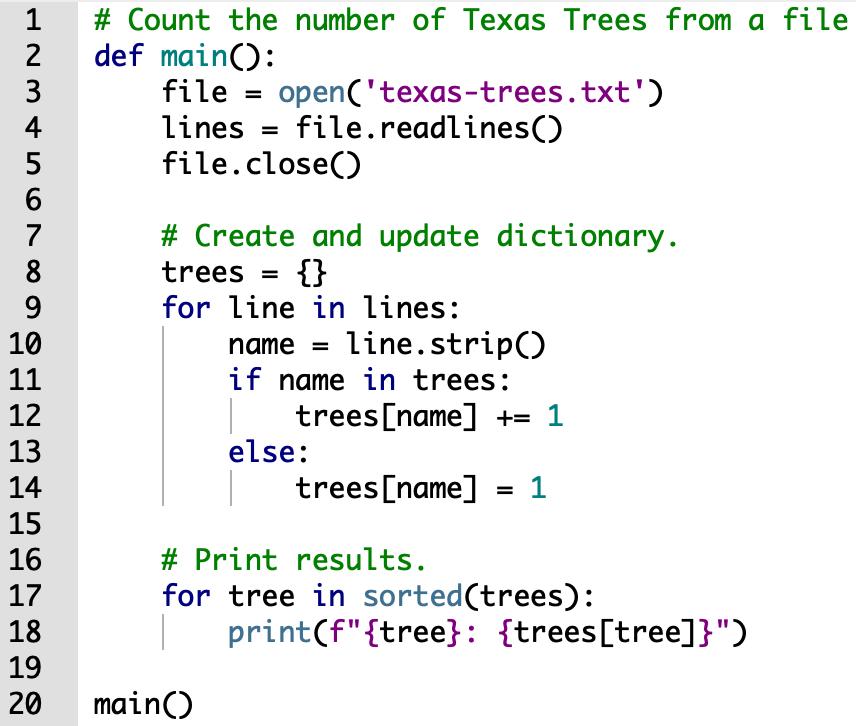 1 # Count the number of Texas Trees from a file
2 def main():
3     file = open('texas-trees.txt')
4     lines = file.readlines()
5     file.close()
6
7     # Create and update dictionary.
8     trees = {}
9     for line in lines:
10         name = line.strip()
11         if name in trees:
12             trees[name] += 1
13         else:
14             trees[name] = 1
15
16     # Print results.
17     for tree in sorted(trees):
18         print(f"{tree}: {trees[tree]}")
19
20 main()